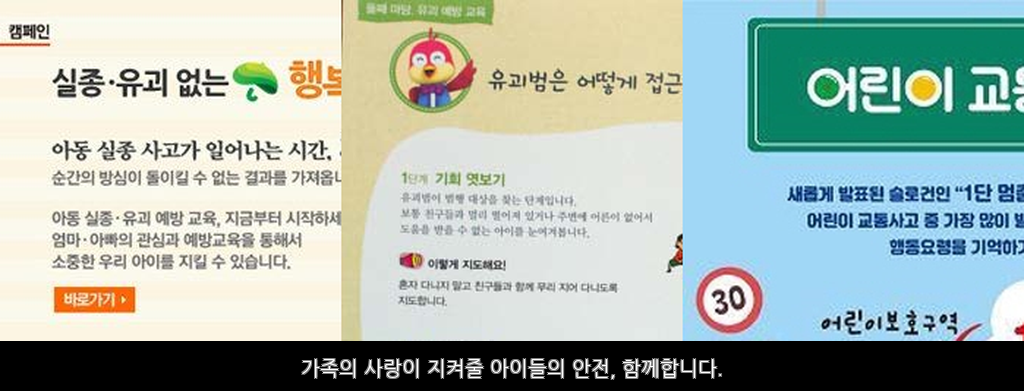 캠페인
실종·유괴 없는 행복
아동 실종 사고가 일어나는 시간,
순간의 방심이 돌이킬 수 없는 결과를 가져옵니
아동 실종·유괴 예방 교육, 지금부터 시작하세
엄마·아빠의 관심과 예방교육을 통해서
소중한 우리 아이를 지킬 수 있습니다.
바로가기
둘째 마당. 유괴 예방 교육
유괴범은 어떻게 접근
1단계 기회 엿보기
유괴범이 범행 대상을 찾는 단계입니다.
보통 친구들과 멀리 떨어져 있거나 주변에 어른이 없어서
도움을 받을 수 없는 아이를 눈여겨봅니다.
이렇게 지도해요!
혼자 다니지 말고 친구들과 함께 무리 지어 다니도록
지도합니다.
어린이 교통
새롭게 발표된 슬로건인 “1단 멈춤
어린이 교통사고 중 가장 많이 발
행동요령을 기억하
30
어린이보호구역
가족의 사랑이 지켜줄 아이들의 안전, 함께합니다.